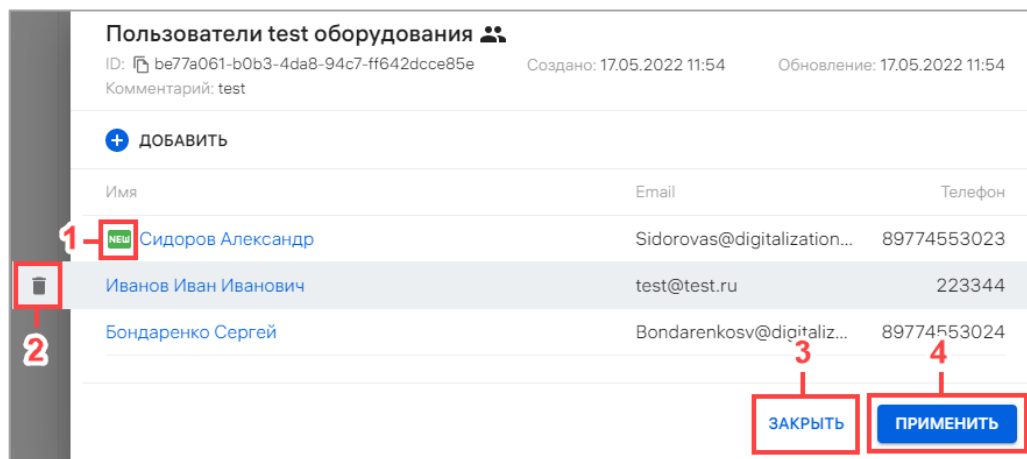 Пользователи test оборудования
ID: be77a061-b0b3-4da8-94c7-ff642dcce85e Создано: 17.05.2022 11:54 Обновление: 17.05.2022 11:54
Комментарий: test
ДОБАВИТЬ
Имя Email Телефон
1 NEW Сидоров Александр Sidorovas@digitalization... 89774553023
Иванов Иван Иванович test@test.ru 223344
2 Бондаренко Сергей Bondarenkosv@digitaliz... 89774553024
3 4
ЗАКРЫТЬ ПРИМЕНИТЬ